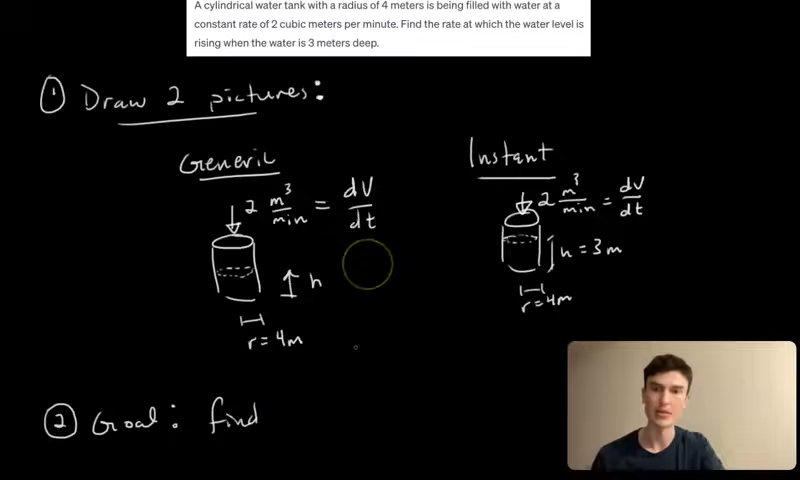 A cylindrical water tank with a radius of 4 meters is being filled with water at a
constant rate of 2 cubic meters per minute. Find the rate at which the water level is
rising when the water is 3 meters deep.
① Draw 2 pictures:
Generic
2 m³/min = dV/dt
h
r = 4m
Instant
2 m³/min = dV/dt
h = 3m
r = 4m
② Goal: find